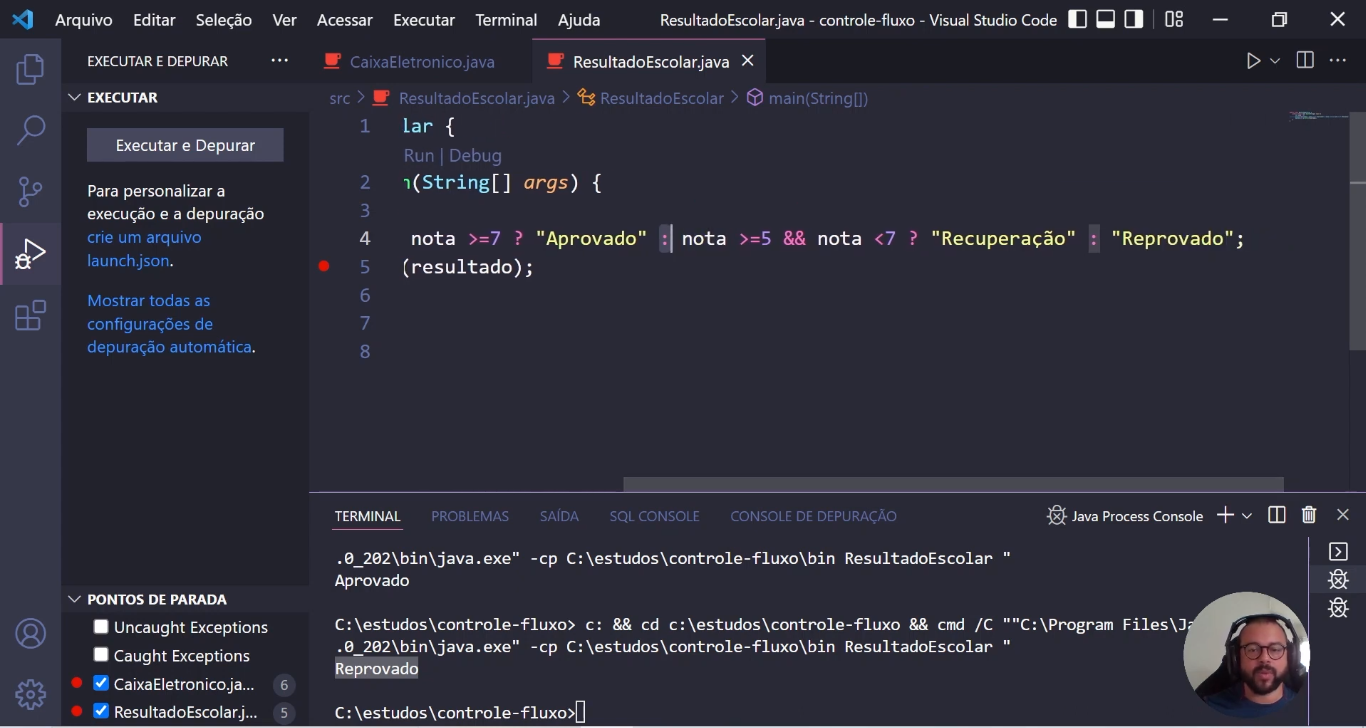 Arquivo Editar Seleção Ver Acessar Executar Terminal Ajuda ResultadoEscolar.java - controle-fluxo - Visual Studio Code
EXECUTAR E DEPURAR ···
CaixaEletronico.java ResultadoEscolar.java
EXECUTAR
src > ResultadoEscolar.java > ResultadoEscolar > main(String[])
Executar e Depurar
Para personalizar a
execução e a depuração
crie um arquivo
launch.json.
Mostrar todas as
configurações de
depuração automática.
1 lar {
Run | Debug
2 n(String[] args) {
3
4 nota >=7 ? "Aprovado" : nota >=5 && nota <7 ? "Recuperação" : "Reprovado";
5 (resultado);
6
7
8
TERMINAL PROBLEMAS SAÍDA SQL CONSOLE CONSOLE DE DEPURAÇÃO Java Process Console
.0_202\bin\java.exe" -cp C:\estudos\controle-fluxo\bin ResultadoEscolar "
Aprovado
C:\estudos\controle-fluxo> c: && cd c:\estudos\controle-fluxo && cmd /C ""C:\Program Files\Ja
.0_202\bin\java.exe" -cp C:\estudos\controle-fluxo\bin ResultadoEscolar "
Reprovado
C:\estudos\controle-fluxo>
PONTOS DE PARADA
Uncaught Exceptions
Caught Exceptions
CaixaEletronico.ja... 6
ResultadoEscolar.j... 5